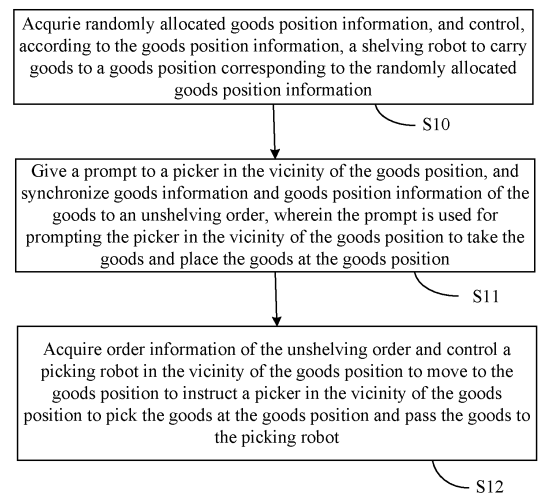 Acqurie randomly allocated goods position information, and control,
according to the goods position information, a shelving robot to carry
goods to a goods position corresponding to the randomly allocated
goods position information
S10
Give a prompt to a picker in the vicinity of the goods position, and
synchronize goods information and goods position information of the
goods to an unshelving order, wherein the prompt is used for
prompting the picker in the vicinity of the goods position to take the
goods and place the goods at the goods position
S11
Acquire order information of the unshelving order and control a
picking robot in the vicinity of the goods position to move to the
goods position to instruct a picker in the vicinity of the goods
position to pick the goods at the goods position and pass the goods to
the picking robot
S12